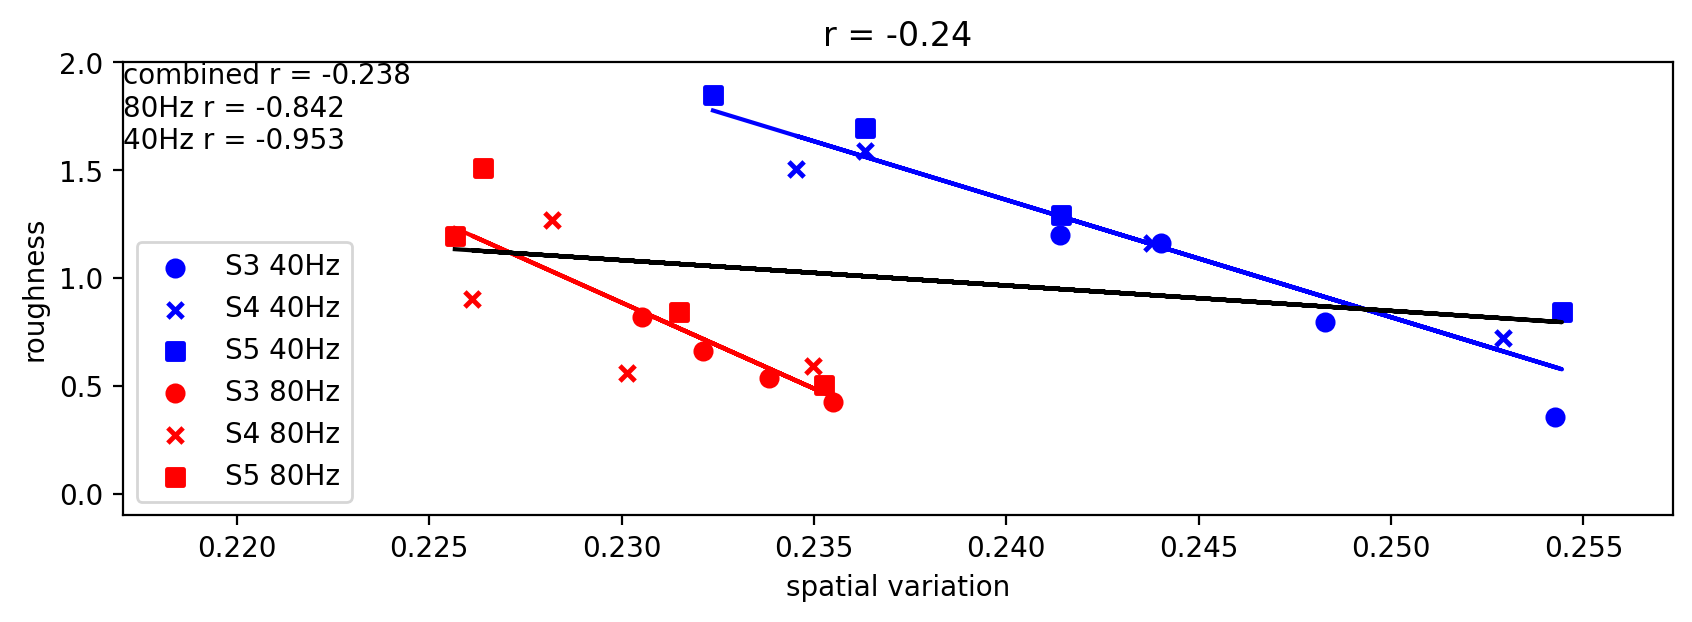 r = -0.24
combined r = -0.238
80Hz r = -0.842
40Hz r = -0.953
2.0
1.5
1.0
0.5
0.0
roughness
S3 40Hz
S4 40Hz
S5 40Hz
S3 80Hz
S4 80Hz
S5 80Hz
0.220 0.225 0.230 0.235 0.240 0.245 0.250 0.255
spatial variation